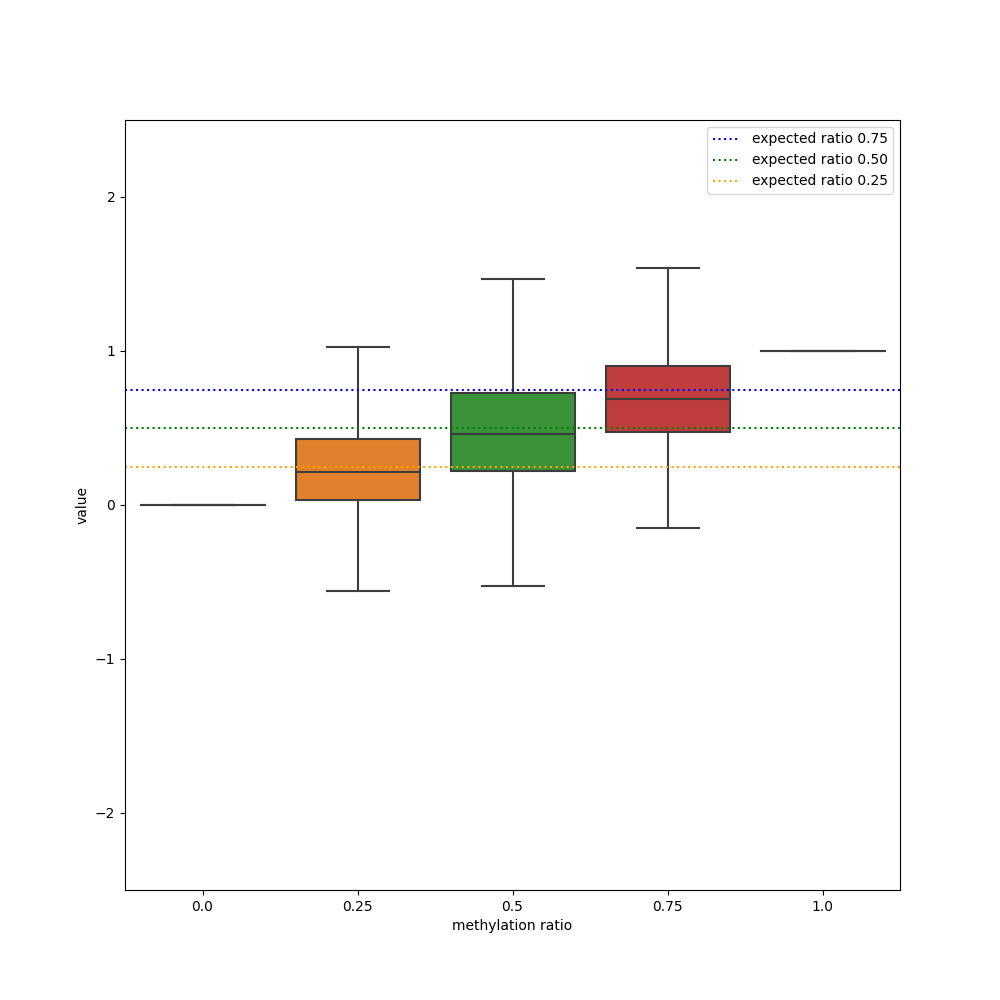 expected ratio 0.75
expected ratio 0.50
expected ratio 0.25
2
1
0
−1
−2
value
0.0 0.25 0.5 0.75 1.0
methylation ratio